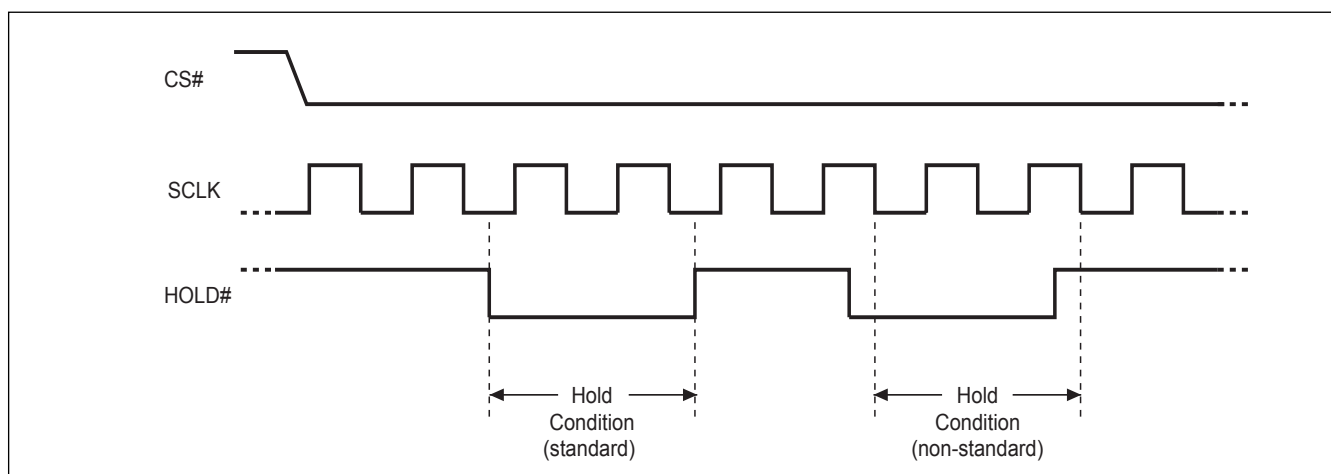 CS#
SCLK
HOLD#
Hold
Condition
(standard)
Hold
Condition
(non-standard)